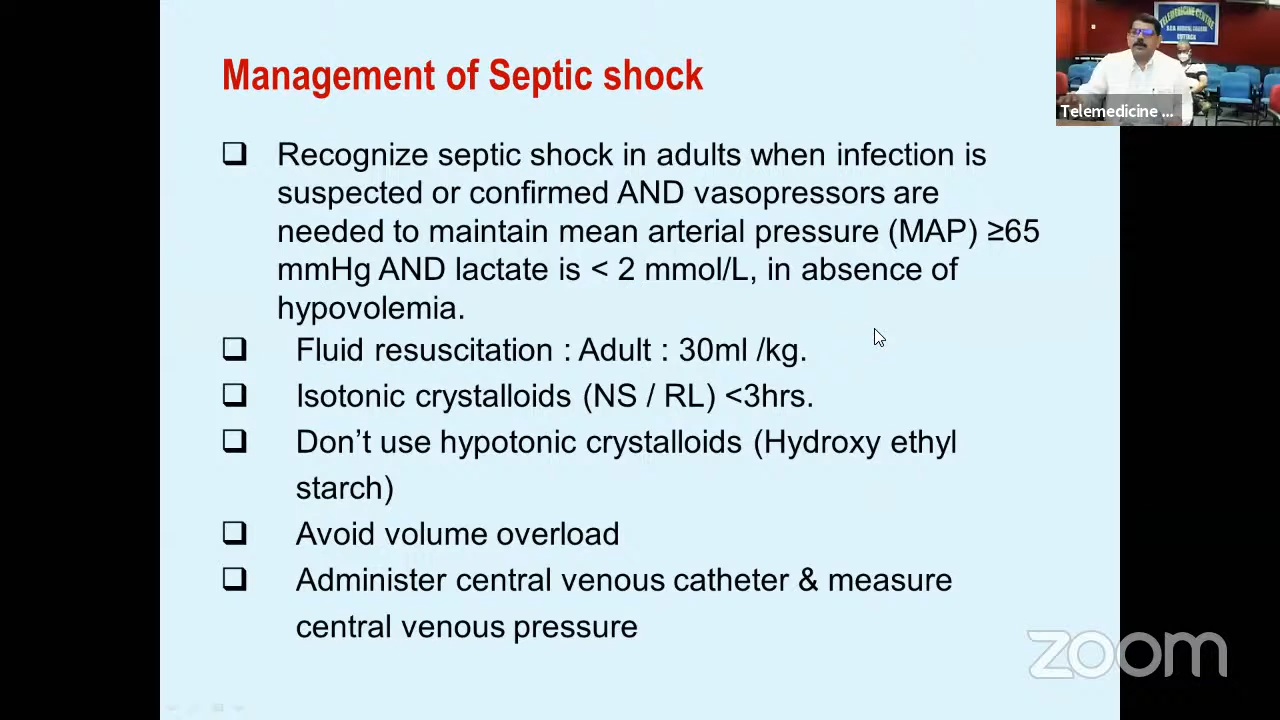 Management of Septic shock
Recognize septic shock in adults when infection is
suspected or confirmed AND vasopressors are
needed to maintain mean arterial pressure (MAP) ≥65
mmHg AND lactate is < 2 mmol/L, in absence of
hypovolemia.
Fluid resuscitation : Adult : 30ml /kg.
Isotonic crystalloids (NS / RL) <3hrs.
Don’t use hypotonic crystalloids (Hydroxy ethyl
starch)
Avoid volume overload
Administer central venous catheter & measure
central venous pressure
TELEMEDICINE CENTRE
CUTTACK
Telemedicine ...
zoom